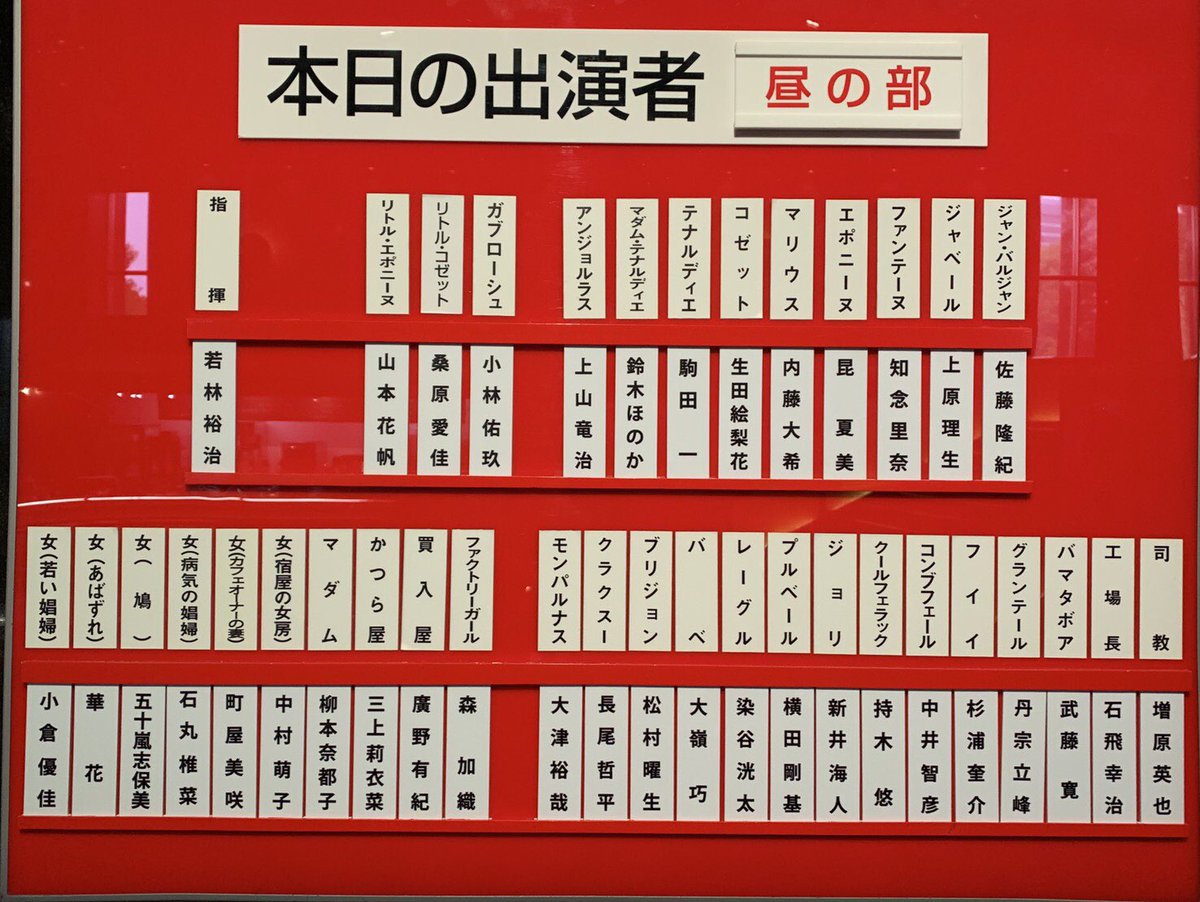 本日の出演者 昼の部
ジャン・バルジャン
佐藤隆紀
ジャベール
上原理生
ファンテーヌ
知念里奈
エポニーヌ
昆夏美
マリウス
内藤大希
コゼット
生田絵梨花
テナルディエ
駒田一
マダム・テナルディエ
鈴木ほのか
アンジョルラス
上山竜治
ガブローシュ
小林佑玖
リトル・コゼット
桑原愛佳
リトル・エポニーヌ
山本花帆
指揮
若林裕治
司教
増原英也
工場長
石飛幸治
バマタボア
武藤寛
グランテール
丹宗立峰
フイイ
杉浦奎介
コンブフェール
中井智彦
クールフェラック
持木悠
ジョリ
新井海人
プルベール
横田剛基
レーグル
染谷洸太
バベ
大嶺巧
ブリジョン
松村曜生
クラクスー
長尾哲平
モンパルナス
大津裕哉
ファクトリーガール
森加織
買入屋
廣野有紀
かつら屋
三上莉衣菜
マダム
柳本奈都子
女(宿屋の女房)
中村萌子
女(カフェオーナーの妻)
町屋美咲
女(病気の娼婦)
石丸椎菜
女(鳩)
五十嵐志保美
女(あばずれ)
華花
女(若い娼婦)
小倉優佳